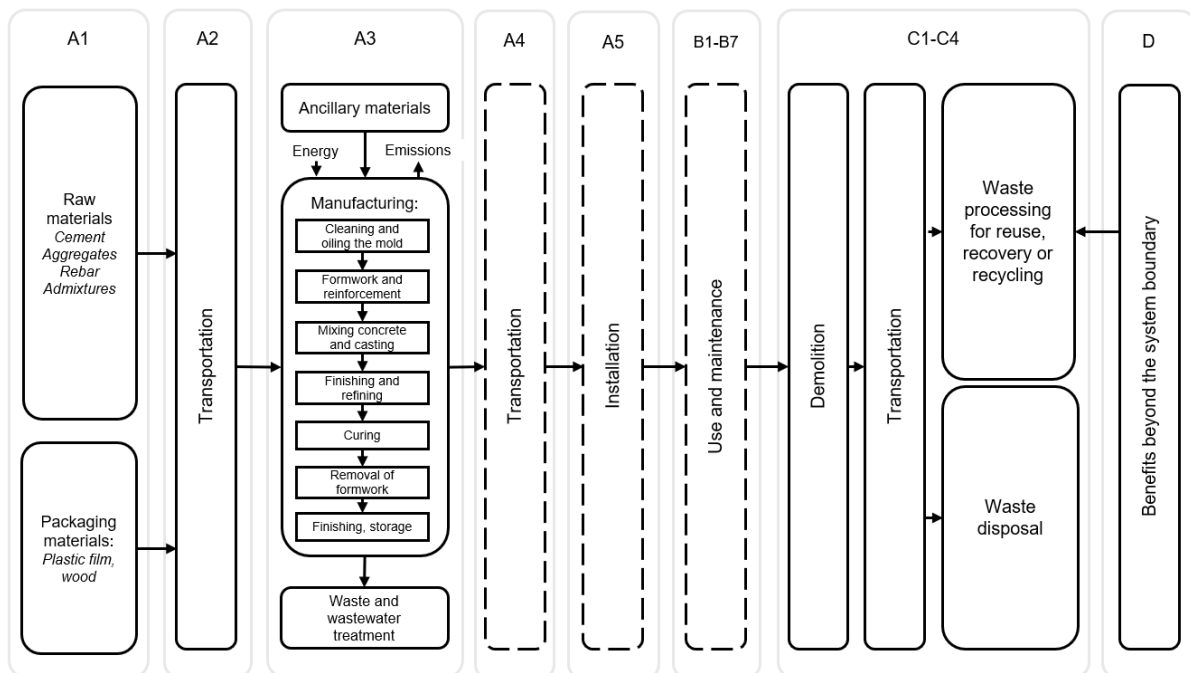 A1
Raw
materials
Cement
Aggregates
Rebar
Admixtures
Packaging
materials:
Plastic film,
wood
A2
Transportation
A3
Ancillary materials
Energy
Emissions
Manufacturing:
Cleaning and
oiling the mold
Formwork and
reinforcement
Mixing concrete
and casting
Finishing and
refining
Curing
Removal of
formwork
Finishing, storage
Waste and
wastewater
treatment
A4
Transportation
A5
Installation
B1-B7
Use and maintenance
C1-C4
Demolition
Transportation
Waste
processing
for reuse,
recovery or
recycling
Waste
disposal
D
Benefits beyond the system boundary